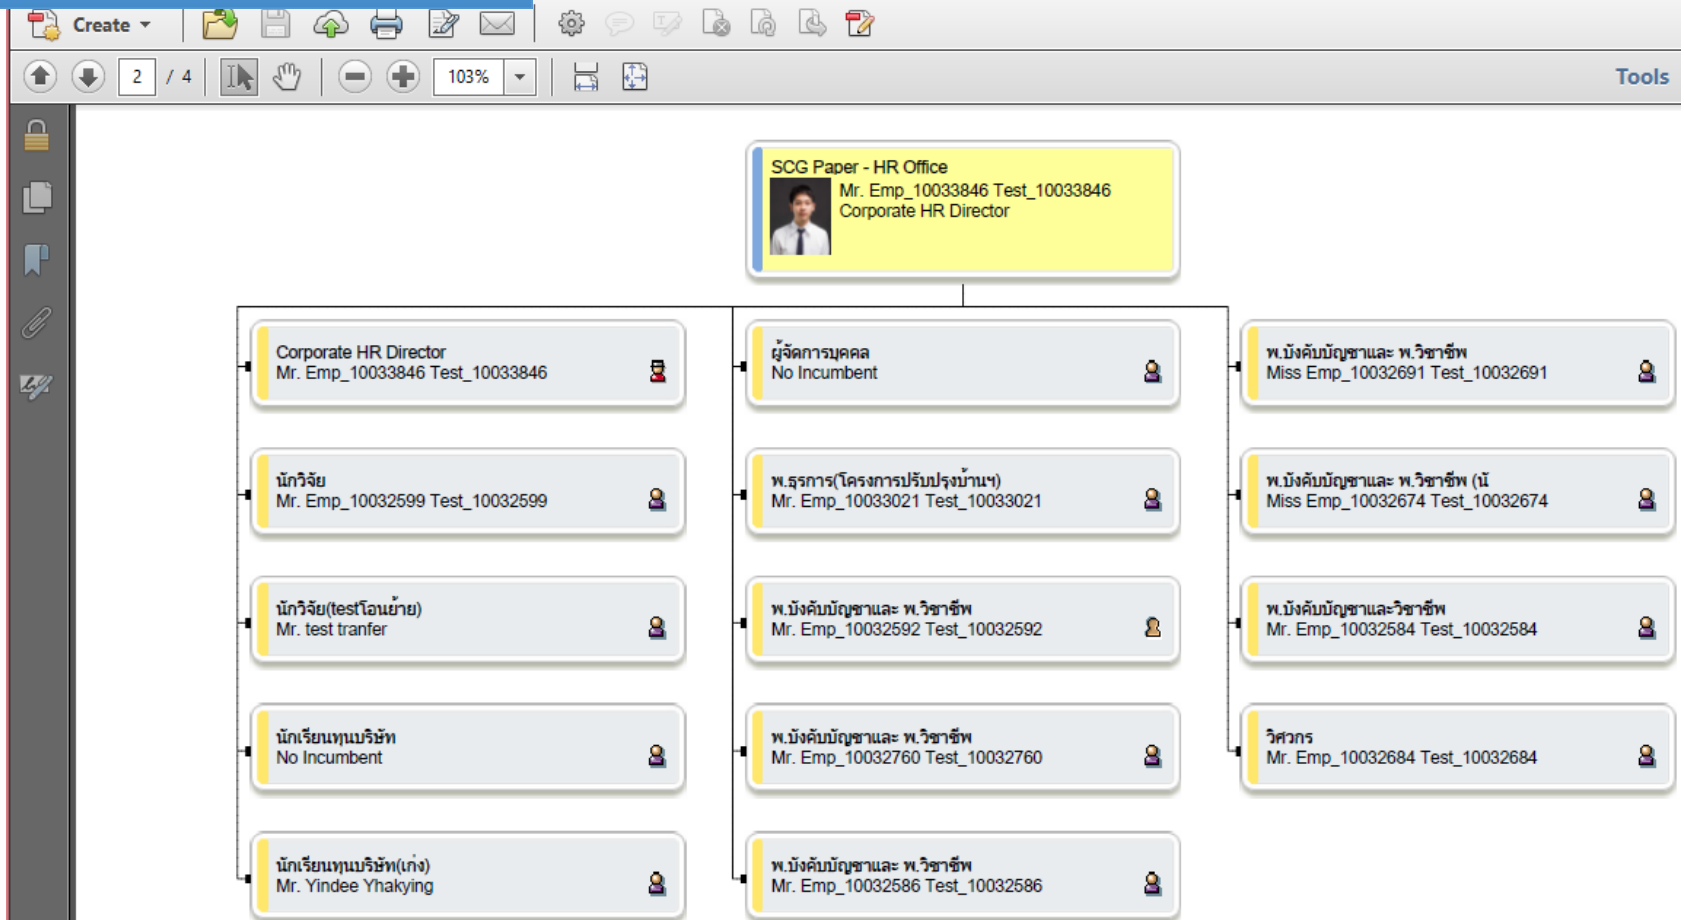 Create
2 / 4
103%
Tools
SCG Paper - HR Office
Mr. Emp_10033846 Test_10033846
Corporate HR Director
Corporate HR Director
Mr. Emp_10033846 Test_10033846
นักวิจัย
Mr. Emp_10032599 Test_10032599
นักวิจัย(testโอนย้าย)
Mr. test tranfer
นักเรียนทุนบริษัท
No Incumbent
นักเรียนทุนบริษัท(เก่ง)
Mr. Yindee Yhakying
ผู้จัดการบุคคล
No Incumbent
พ.ธุรการ(โครงการปรับปรุงบ้านฯ)
Mr. Emp_10033021 Test_10033021
พ.บังคับบัญชาและ พ.วิชาชีพ
Mr. Emp_10032592 Test_10032592
พ.บังคับบัญชาและ พ.วิชาชีพ
Mr. Emp_10032760 Test_10032760
พ.บังคับบัญชาและ พ.วิชาชีพ
Mr. Emp_10032586 Test_10032586
พ.บังคับบัญชาและ พ.วิชาชีพ
Miss Emp_10032691 Test_10032691
พ.บังคับบัญชาและ พ.วิชาชีพ (นั
Miss Emp_10032674 Test_10032674
พ.บังคับบัญชาและวิชาชีพ
Mr. Emp_10032584 Test_10032584
วิศวกร
Mr. Emp_10032684 Test_10032684